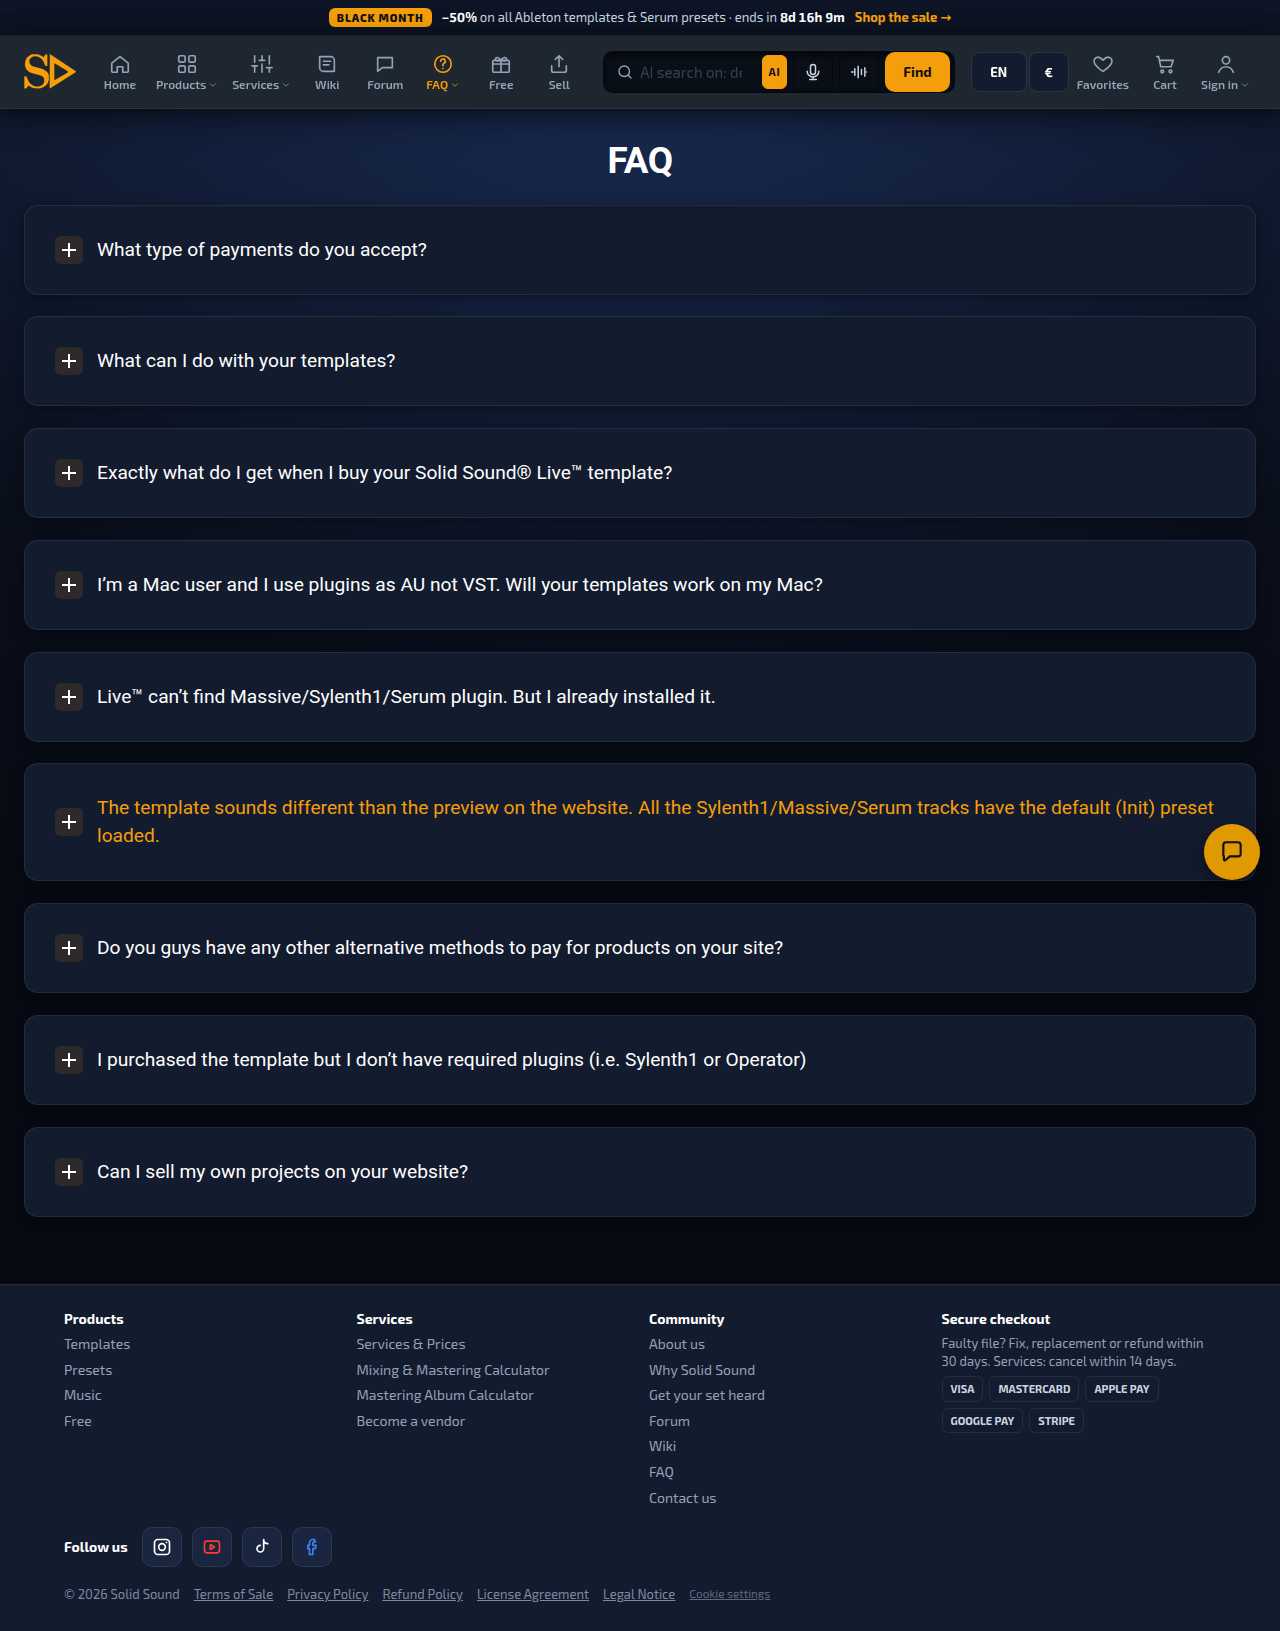 BLACK MONTH −50% on all Ableton templates & Serum presets · ends in 8d 16h 9m Shop the sale →
Home Products Services Wiki Forum FAQ Free Sell AI search on: dr AI Find EN € Favorites Cart Sign in
FAQ
What type of payments do you accept?
What can I do with your templates?
Exactly what do I get when I buy your Solid Sound® Live™ template?
I’m a Mac user and I use plugins as AU not VST. Will your templates work on my Mac?
Live™ can’t find Massive/Sylenth1/Serum plugin. But I already installed it.
The template sounds different than the preview on the website. All the Sylenth1/Massive/Serum tracks have the default (Init) preset
loaded.
Do you guys have any other alternative methods to pay for products on your site?
I purchased the template but I don’t have required plugins (i.e. Sylenth1 or Operator)
Can I sell my own projects on your website?
Products
Templates
Presets
Music
Free
Services
Services & Prices
Mixing & Mastering Calculator
Mastering Album Calculator
Become a vendor
Community
About us
Why Solid Sound
Get your set heard
Forum
Wiki
FAQ
Contact us
Secure checkout
Faulty file? Fix, replacement or refund within
30 days. Services: cancel within 14 days.
VISA MASTERCARD APPLE PAY
GOOGLE PAY STRIPE
Follow us
© 2026 Solid Sound Terms of Sale Privacy Policy Refund Policy License Agreement Legal Notice Cookie settings